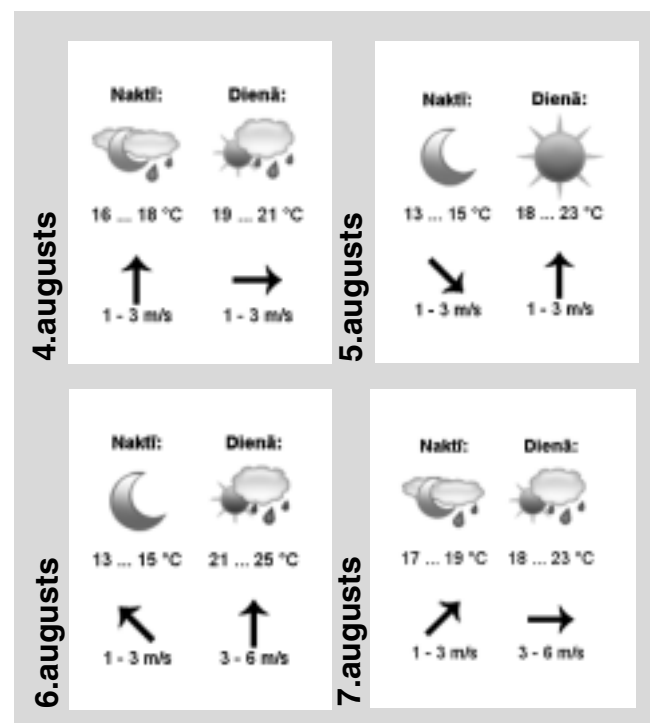 4.augusts
Naktī: Dienā:
16 ... 18 °C 19 ... 21 °C
1 - 3 m/s 1 - 3 m/s
5.augusts
Naktī: Dienā:
13 ... 15 °C 18 ... 23 °C
1 - 3 m/s 1 - 3 m/s
6.augusts
Naktī: Dienā:
13 ... 15 °C 21 ... 25 °C
1 - 3 m/s 3 - 6 m/s
7.augusts
Naktī: Dienā:
17 ... 19 °C 18 ... 23 °C
1 - 3 m/s 3 - 6 m/s